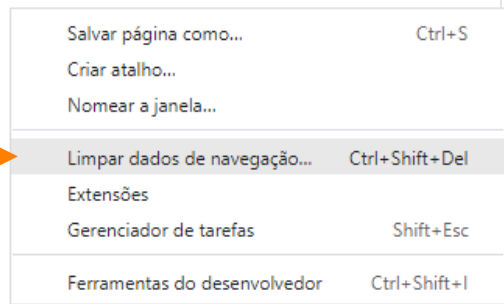 Salvar página como... Ctrl+S
Criar atalho...
Nomear a janela...
Limpar dados de navegação... Ctrl+Shift+Del
Extensões
Gerenciador de tarefas Shift+Esc
Ferramentas do desenvolvedor Ctrl+Shift+I